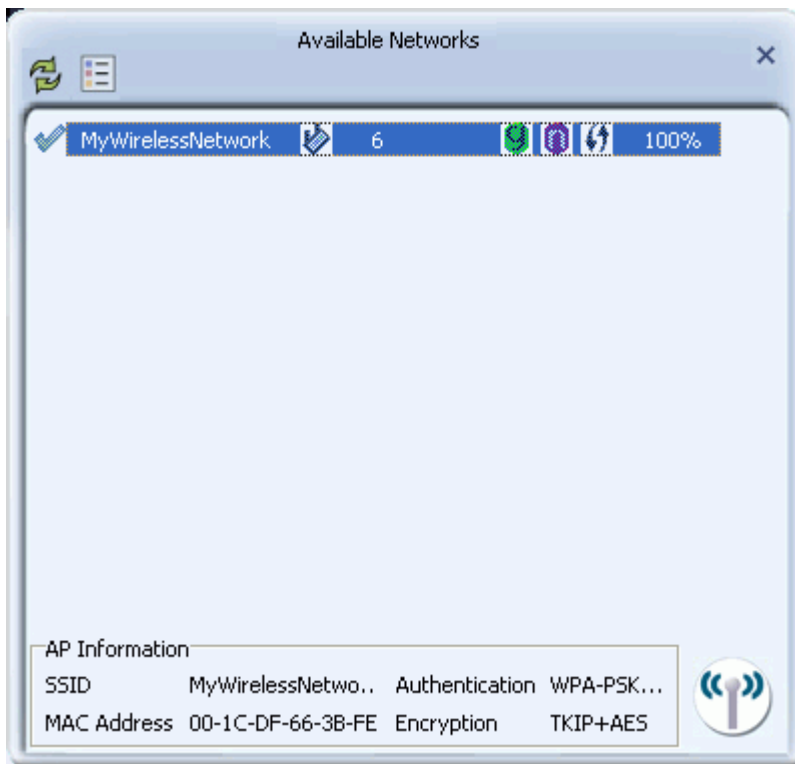 Available Networks
MyWirelessNetwork 6 g n 100%
AP Information
SSID MyWirelessNetwo.. Authentication WPA-PSK...
MAC Address 00-1C-DF-66-3B-FE Encryption TKIP+AES